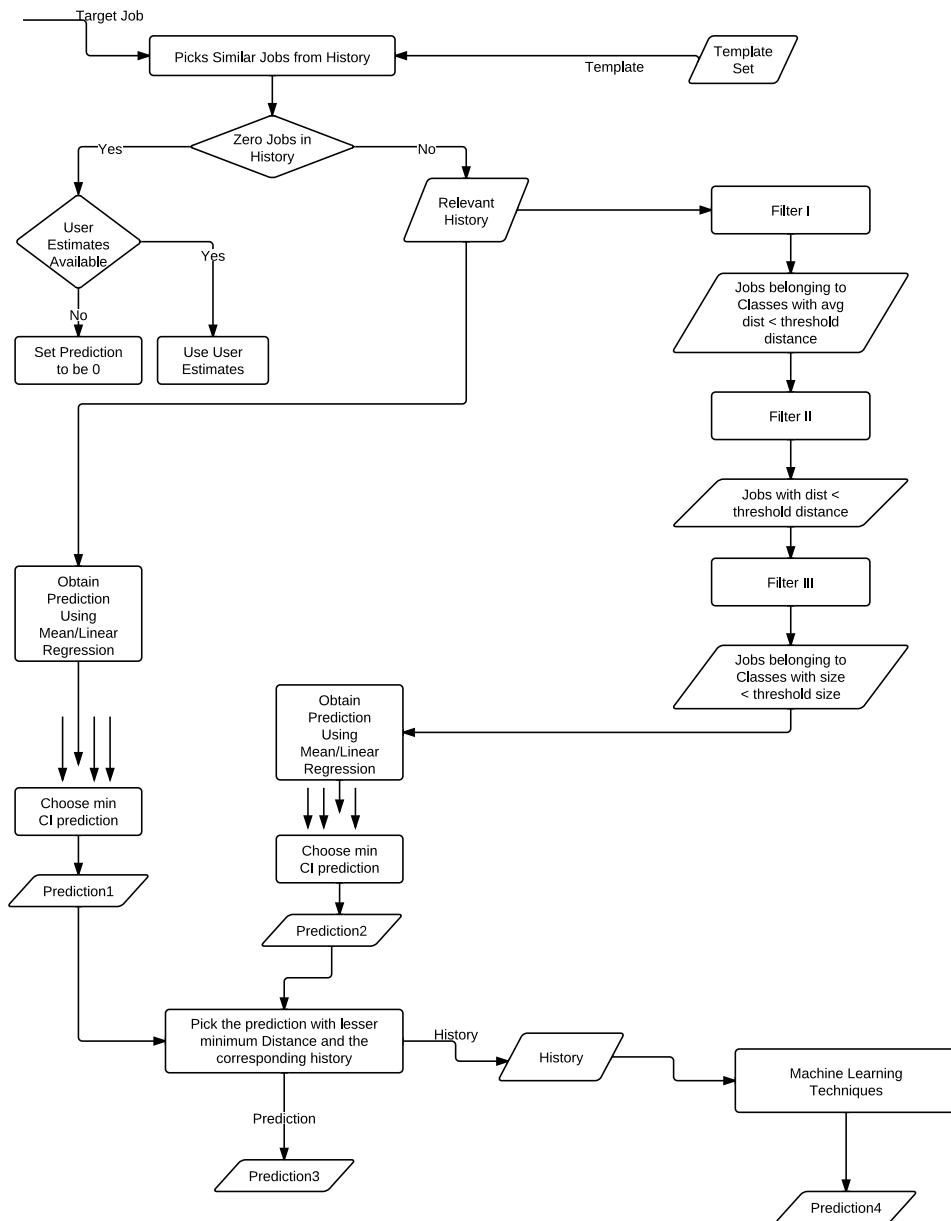 Target Job
Picks Similar Jobs from History
Template
Template
Set
Zero Jobs in
History
Yes
No
User
Estimates
Available
Yes
No
Set Prediction
to be 0
Use User
Estimates
Relevant
History
Filter I
Jobs belonging to
Classes with avg
dist < threshold
distance
Filter II
Jobs with dist <
threshold distance
Filter III
Jobs belonging to
Classes with size
< threshold size
Obtain
Prediction
Using
Mean/Linear
Regression
Choose min
CI prediction
Prediction1
Obtain
Prediction
Using
Mean/Linear
Regression
Choose min
CI prediction
Prediction2
Pick the prediction with lesser
minimum Distance and the
corresponding history
History
History
Machine Learning
Techniques
Prediction
Prediction3
Prediction4